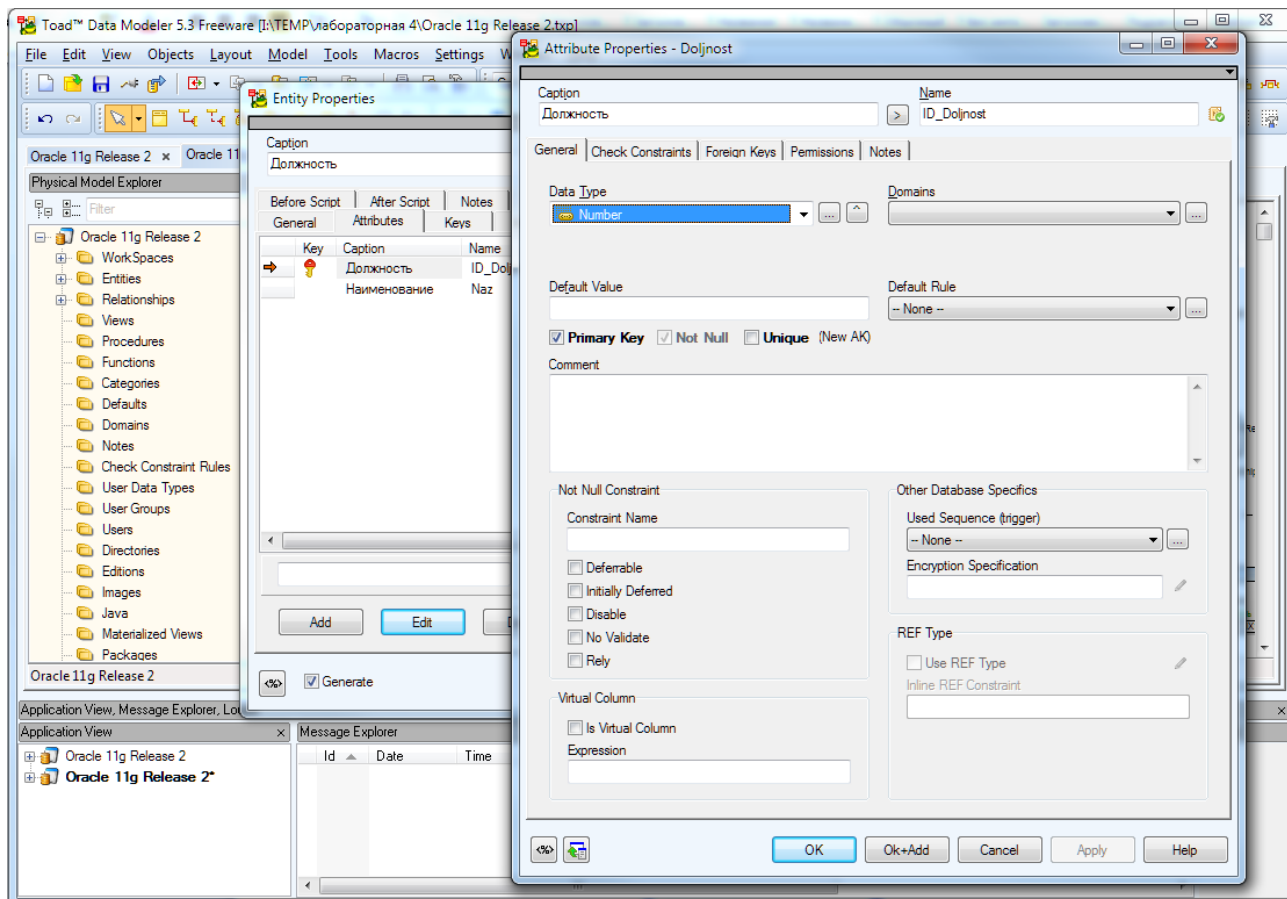 Toad™ Data Modeler 5.3 Freeware [I:\TEMP\лабораторная 4\Oracle 11g Release 2.txp]
File Edit View Objects Layout Model Tools Macros Settings W
Oracle 11g Release 2 x Oracle 11
Physical Model Explorer
Filter
Oracle 11g Release 2
WorkSpaces
Entities
Relationships
Views
Procedures
Functions
Categories
Defaults
Domains
Notes
Check Constraint Rules
User Data Types
User Groups
Users
Directories
Editions
Images
Java
Materialized Views
Packages
Oracle 11g Release 2
Entity Properties
Caption
Должность
Before Script After Script Notes
General Attributes Keys
Key Caption Name
Должность ID_Dolj
Наименование Naz
Add Edit D
Generate
Attribute Properties - Doljnost
Caption Name
Должность > ID_Doljnost
General Check Constraints Foreign Keys Permissions Notes
Data Type Domains
Number ... ...
Default Value Default Rule
-- None -- ...
Primary Key Not Null Unique (New AK)
Comment
Not Null Constraint Other Database Specifics
Constraint Name Used Sequence (trigger)
-- None -- ...
Deferrable Encryption Specification
Initially Deferred
Disable
No Validate REF Type
Rely Use REF Type
Inline REF Constraint
Virtual Column
Is Virtual Column
Expression
OK Ok+Add Cancel Apply Help
Application View, Message Explorer, Lo
Application View x Message Explorer
Oracle 11g Release 2
Oracle 11g Release 2*
Id Date Time